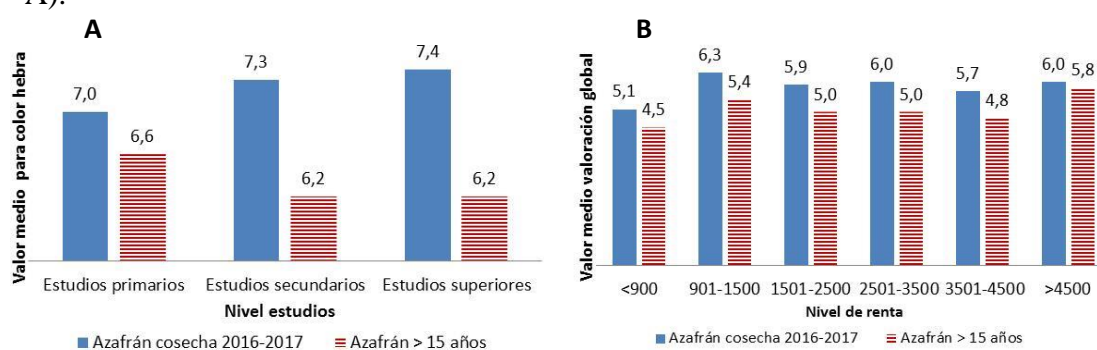 A).
A
Valor medio para color hebra
7,0
6,6
7,3
6,2
7,4
6,2
Estudios primarios
Estudios secundarios
Estudios superiores
Nivel estudios
Azafrán cosecha 2016-2017
Azafrán > 15 años
B
Valor medio valoración global
5,1
4,5
6,3
5,4
5,9
5,0
6,0
5,0
5,7
4,8
6,0
5,8
<900
901-1500
1501-2500
2501-3500
3501-4500
>4500
Nivel de renta
Azafrán cosecha 2016-2017
Azafrán > 15 años